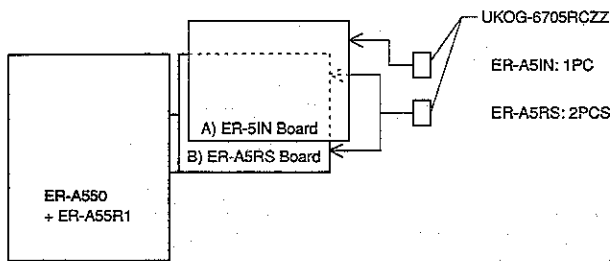 UKOG-6705RCZZ
ER-A5IN: 1PC
ER-A5RS: 2PCS
A) ER-5IN Board
B) ER-A5RS Board
ER-A550
+ ER-A55R1